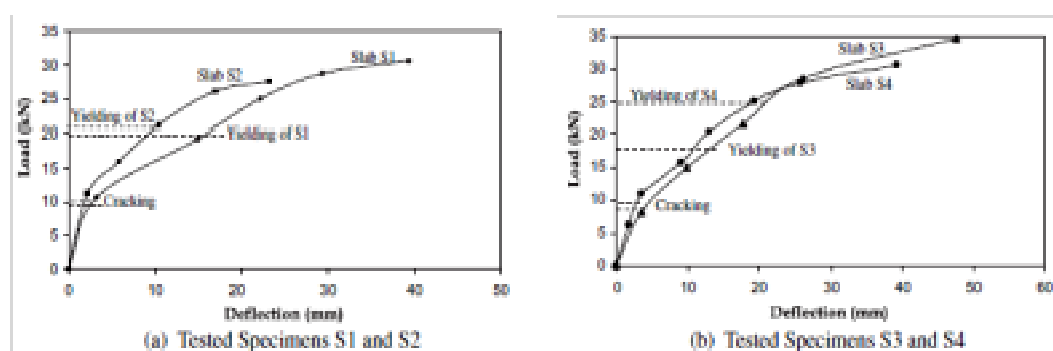 35
30
25
20
15
10
5
0
Load (kN)
Slab S1
Slab S2
Yielding of S2
Yielding of S1
Cracking
0 10 20 30 40 50
Deflection (mm)
(a) Tested Specimens S1 and S2
35
30
25
20
15
10
5
0
Load (kN)
Slab S3
Slab S4
Yielding of S4
Yielding of S3
Cracking
0 10 20 30 40 50 60
Deflection (mm)
(b) Tested Specimens S3 and S4